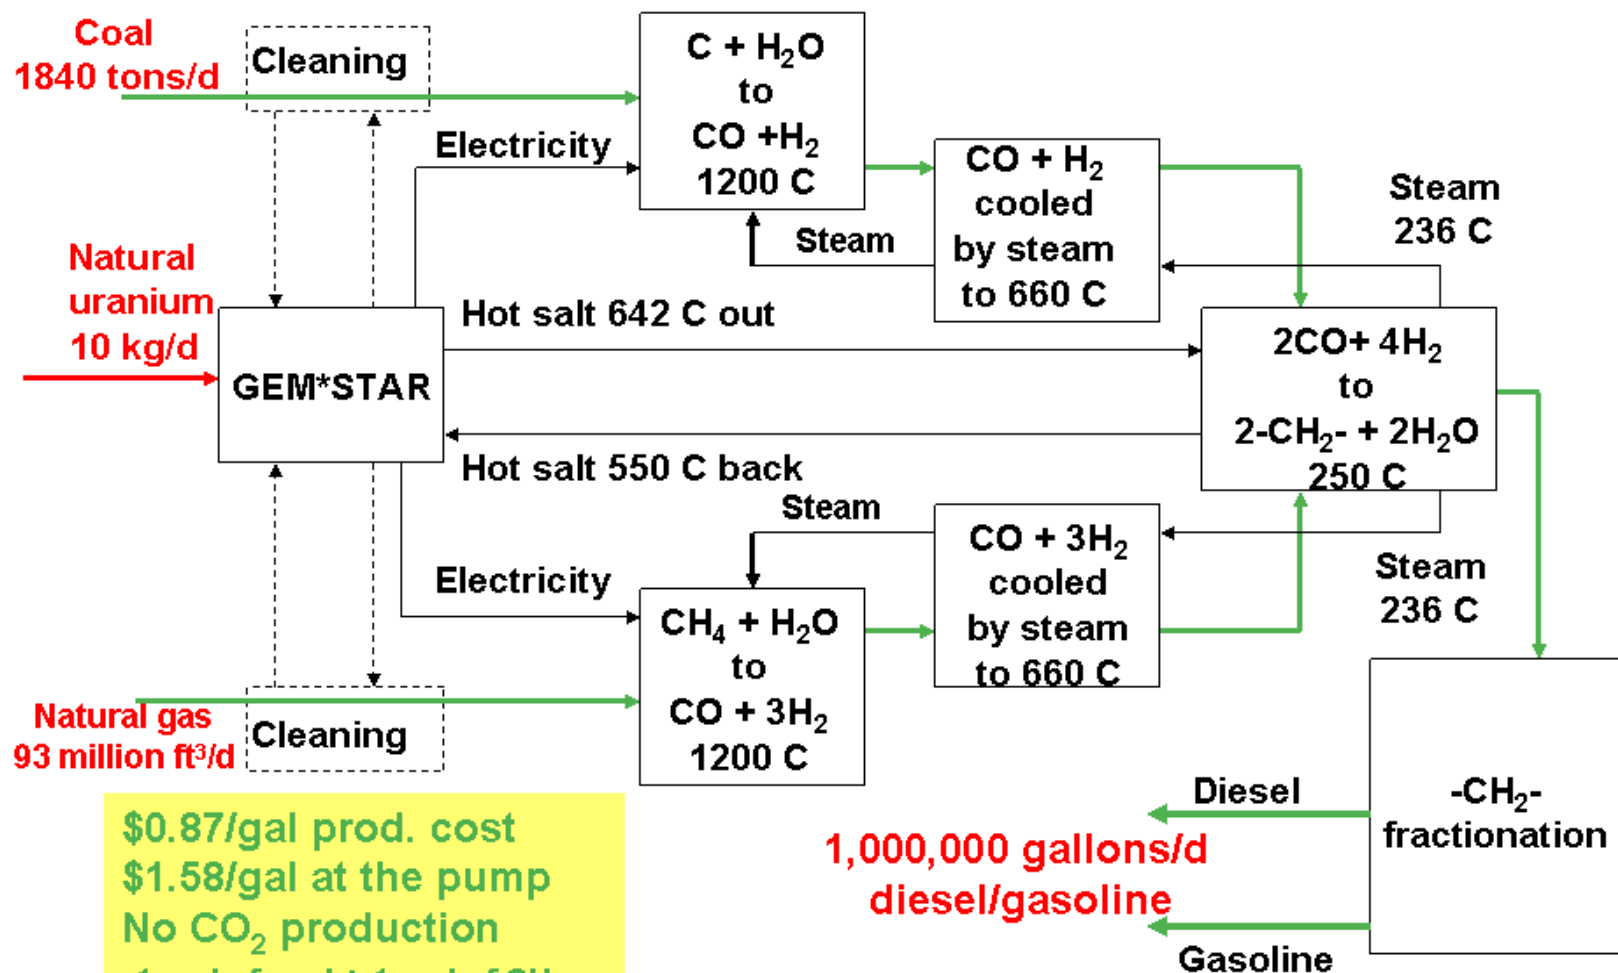 Coal
1840 tons/d
Cleaning
C + H₂O
to
CO +H₂
1200 C
Electricity
CO + H₂
cooled
by steam
to 660 C
Steam
Steam
236 C
Natural
uranium
10 kg/d
GEM*STAR
Hot salt 642 C out
2CO+ 4H₂
to
2-CH₂- + 2H₂O
250 C
Hot salt 550 C back
Steam
CO + 3H₂
cooled
by steam
to 660 C
Steam
236 C
Electricity
CH₄ + H₂O
to
CO + 3H₂
1200 C
Natural gas
93 million ft³/d
Cleaning
$0.87/gal prod. cost
$1.58/gal at the pump
No CO₂ production
Diesel
1,000,000 gallons/d
diesel/gasoline
Gasoline
-CH₂-
fractionation